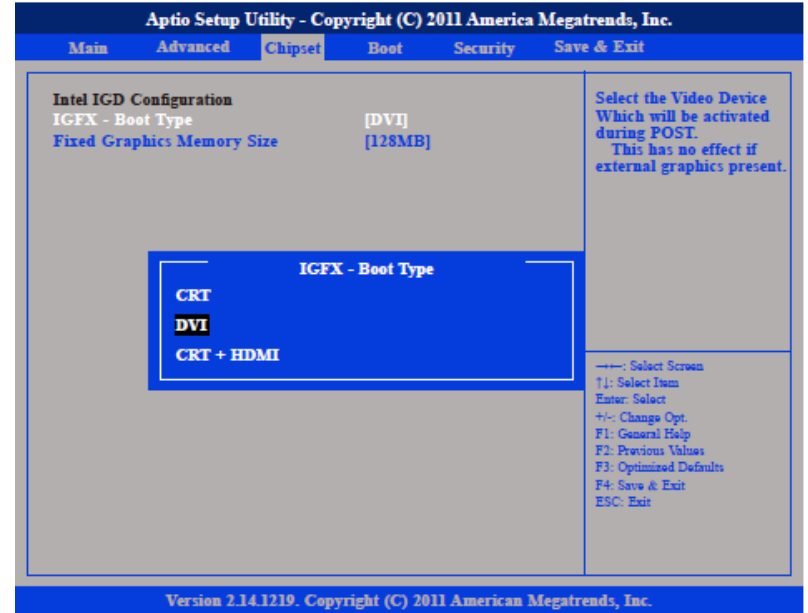 Aptio Setup Utility - Copyright (C) 2011 America Megatrends, Inc.
Main Advanced Chipset Boot Security Save & Exit
Intel IGD Configuration
IGFX - Boot Type [DVI]
Fixed Graphics Memory Size [128MB]
Select the Video Device
Which will be activated
during POST.
This has no effect if
external graphics present.
IGFX - Boot Type
CRT
DVI
CRT + HDMI
→←: Select Screen
↑↓: Select Item
Enter: Select
+/-: Change Opt.
F1: General Help
F2: Previous Values
F3: Optimized Defaults
F4: Save & Exit
ESC: Exit
Version 2.14.1219. Copyright (C) 2011 American Megatrends, Inc.